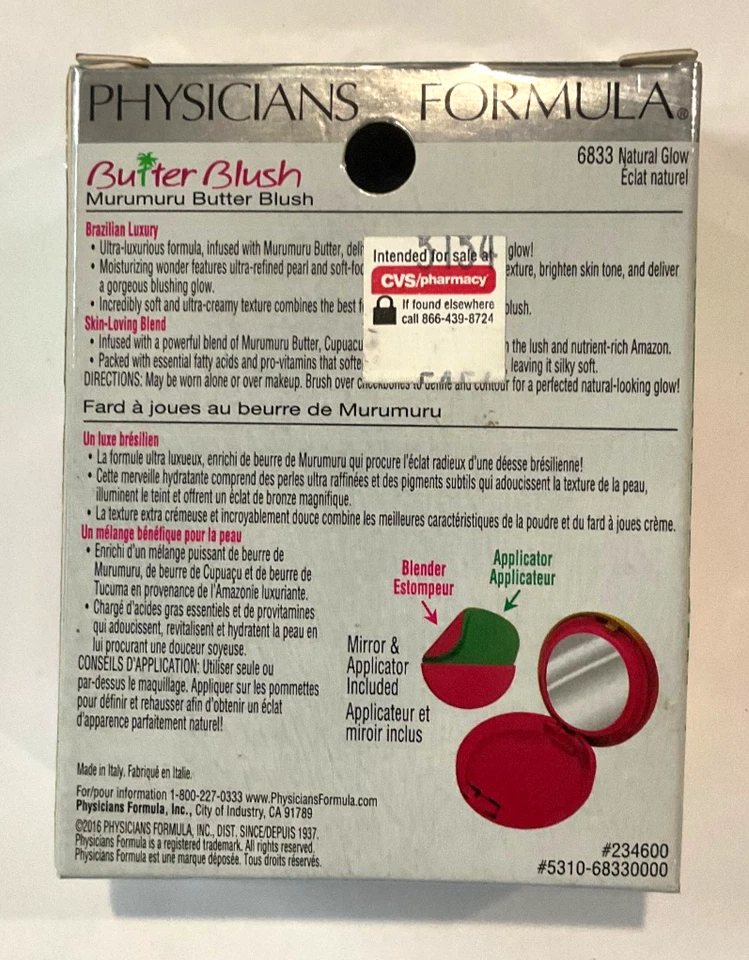 PHYSICIANS FORMULA®
6833 Natural Glow
Éclat naturel
Butter Blush
Murumuru Butter Blush
Brazilian Luxury
• Ultra-luxurious formula, infused with Murumuru Butter, glow!
• Moisturizing wonder features ultra-refined pearl and brighten skin tone, and deliver
a gorgeous blushing glow.
• Incredibly soft and ultra-creamy texture combines the best
Skin-Loving Blend
• Infused with a powerful blend of Murumuru Butter, the lush and nutrient-rich Amazon.
• Packed with essential fatty acids and pro-vitamins that leaving it silky soft.
DIRECTIONS: May be worn alone or over makeup. Brush over for a perfected natural-looking glow!
Intended for sale at
CVS/pharmacy
If found elsewhere
call 866-439-8724
Fard à joues au beurre de Murumuru
Un luxe brésilien
• La formule ultra luxueux, enrichi de beurre de Murumuru qui procure l'éclat radieux d'une déesse brésilienne!
• Cette merveille hydratante comprend des perles ultra raffinées et des pigments subtils qui adoucissent la texture de la peau,
illuminent le teint et offrent un éclat de bronze magnifique.
• La texture extra crémeuse et incroyablement douce combine les meilleures caractéristiques de la poudre et du fard à joues crème.
Un mélange bénéfique pour la peau
• Enrichi d'un mélange puissant de beurre de
Murumuru, de beurre de Cupuaçu et de beurre de
Tucuma en provenance de l'Amazonie luxuriante.
• Chargé d'acides gras essentiels et de provitamines
qui adoucissent, revitalisent et hydratent la peau en
lui procurant une douceur soyeuse.
CONSEILS D'APPLICATION: Utiliser seule ou
par-dessus le maquillage. Appliquer sur les pommettes
pour définir et rehausser afin d'obtenir un éclat
d'apparence parfaitement naturel!
Blender
Estompeur
Applicator
Applicateur
Mirror &
Applicator
Included
Applicateur et
miroir inclus
Made in Italy. Fabriqué en Italie.
For/pour information 1-800-227-0333 www.PhysiciansFormula.com
Physicians Formula, Inc., City of Industry, CA 91789
©2016 PHYSICIANS FORMULA, INC., DIST. SINCE/DEPUIS 1937.
Physicians Formula is a registered trademark. All rights reserved.
Physicians Formula est une marque déposée. Tous droits réservés.
#234600
#5310-68330000